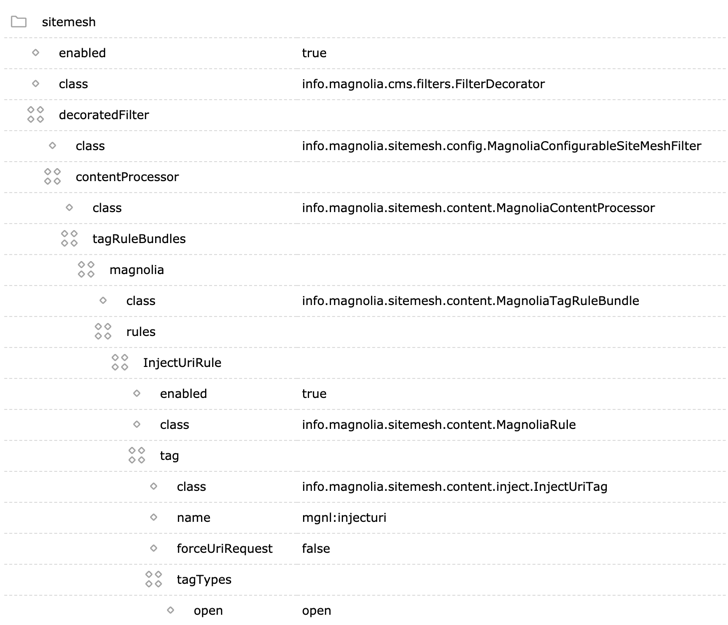 sitemesh
enabled true
class info.magnolia.cms.filters.FilterDecorator
decoratedFilter
class info.magnolia.sitemesh.config.MagnoliaConfigurableSiteMeshFilter
contentProcessor
class info.magnolia.sitemesh.content.MagnoliaContentProcessor
tagRuleBundles
magnolia
class info.magnolia.sitemesh.content.MagnoliaTagRuleBundle
rules
InjectUriRule
enabled true
class info.magnolia.sitemesh.content.MagnoliaRule
tag
class info.magnolia.sitemesh.content.inject.InjectUriTag
name mgnl:injecturi
forceUriRequest false
tagTypes
open open